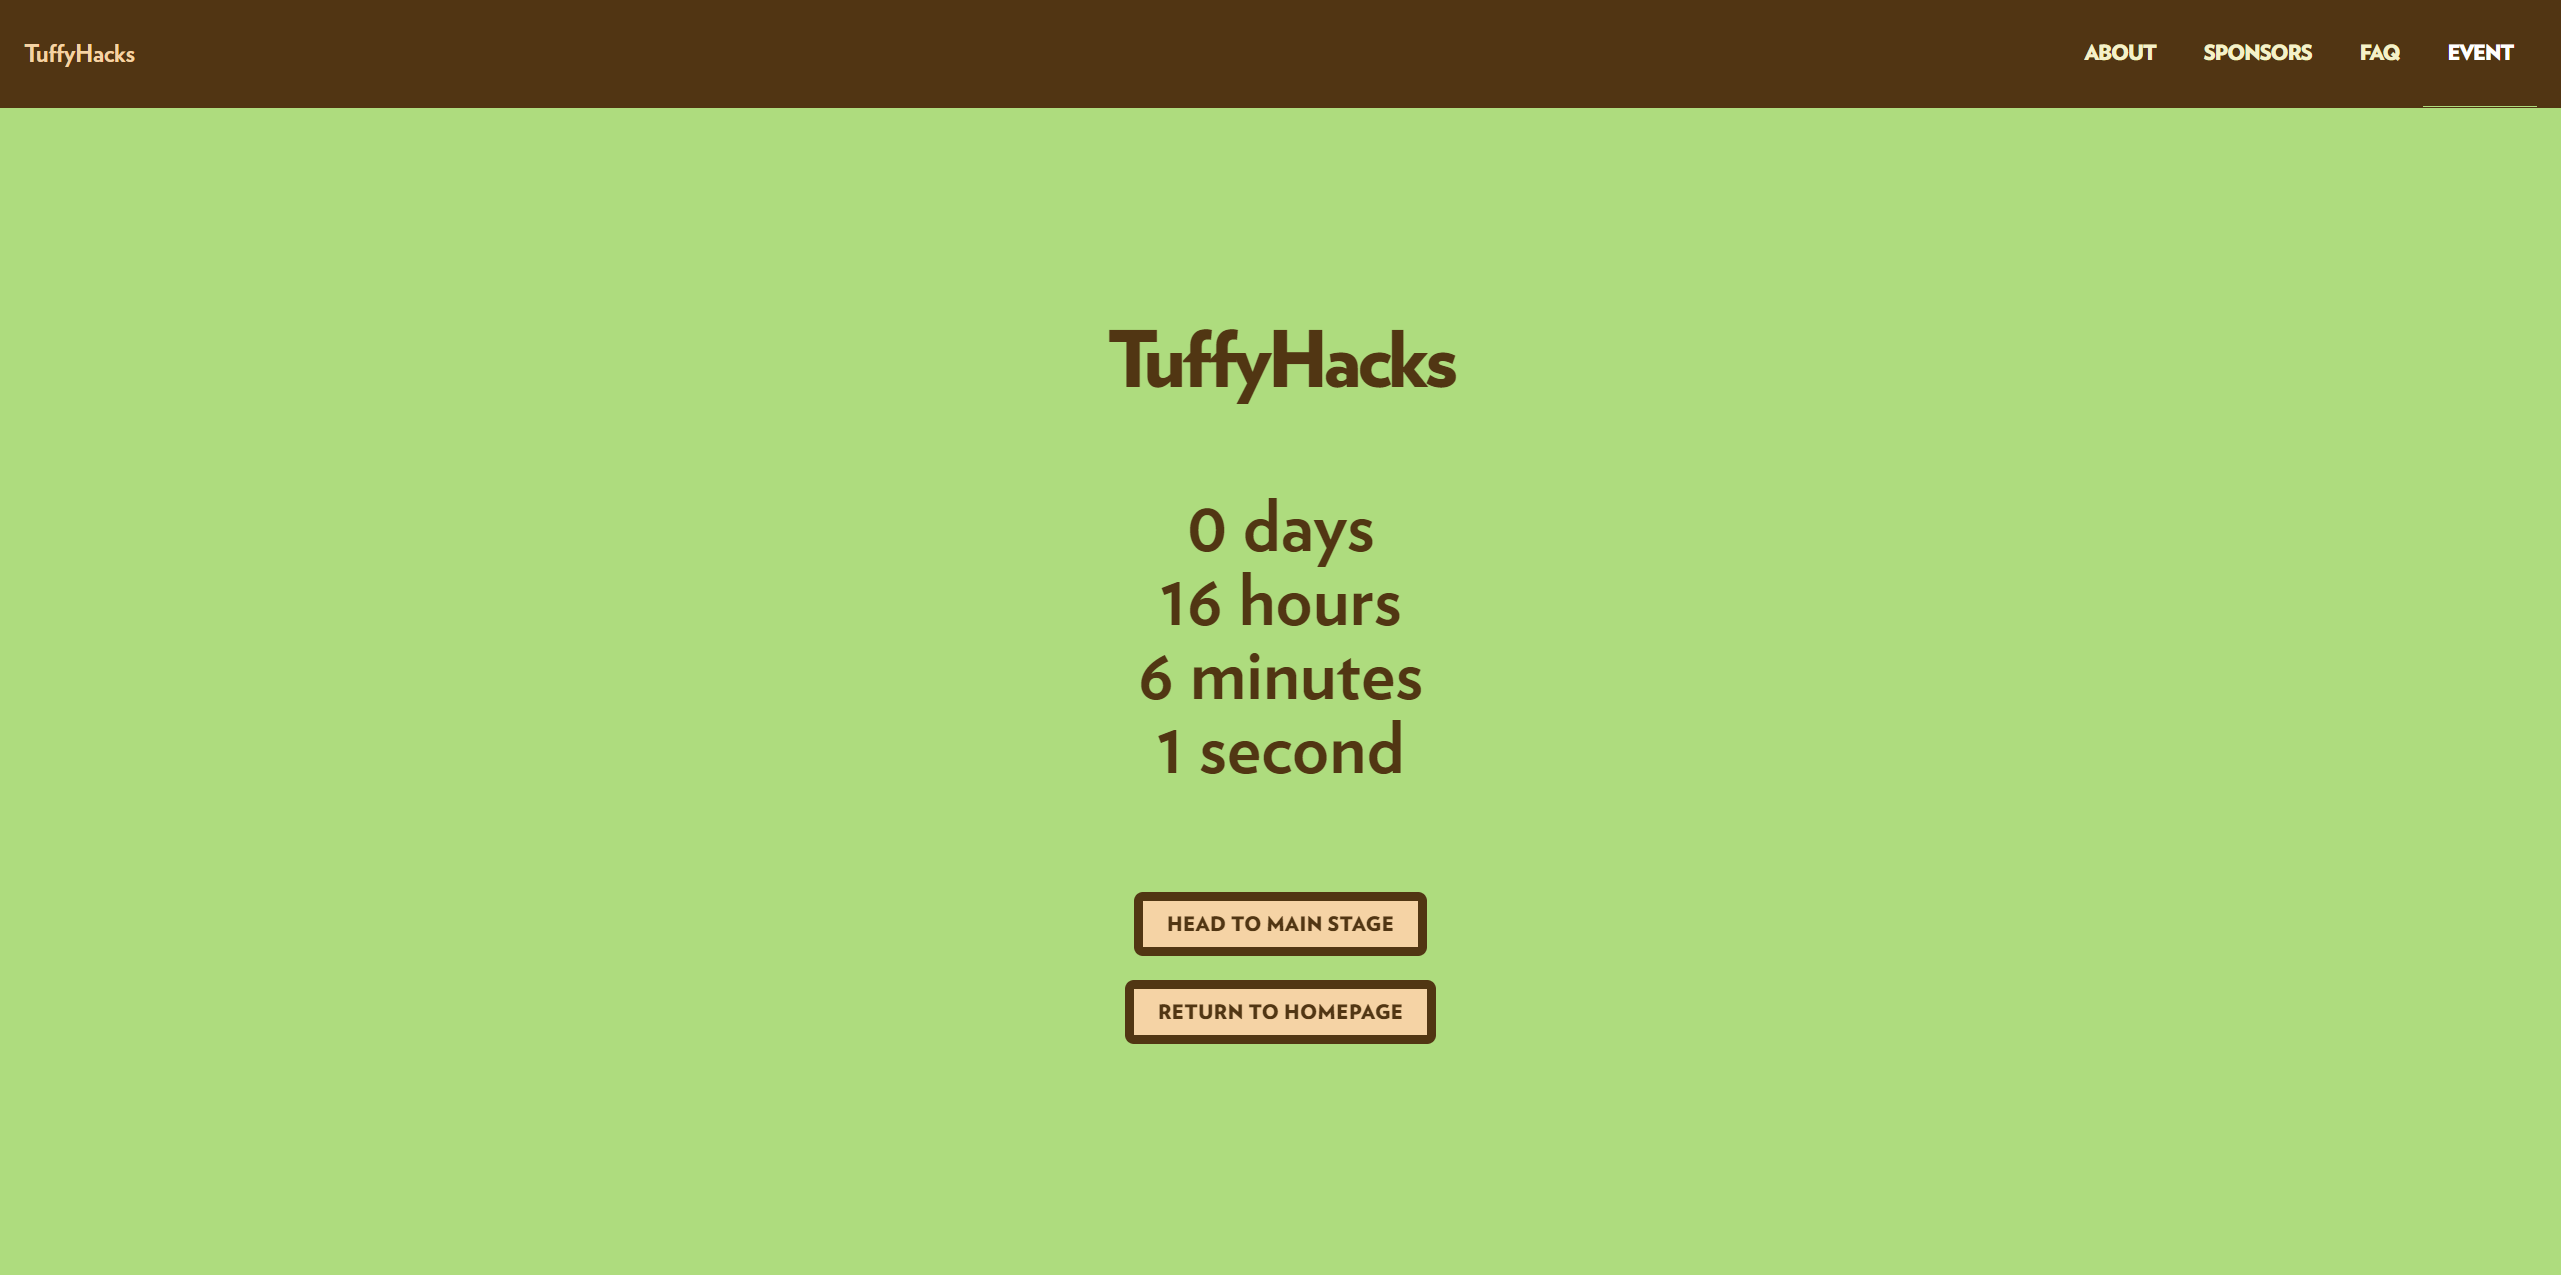 TuffyHacks
ABOUT SPONSORS FAQ EVENT
TuffyHacks
0 days
16 hours
6 minutes
1 second
HEAD TO MAIN STAGE
RETURN TO HOMEPAGE